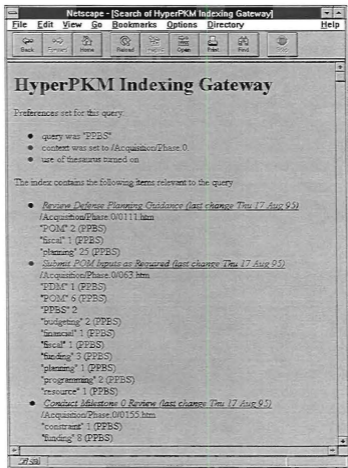 Netscape - [Search of HyperPKM Indexing Gateway]
File Edit View Go Bookmarks Options Directory Help
Back Forward Home Reload Open Print Find Stop
HyperPKM Indexing Gateway
Preferences set for this query:
query was "PPBS"
context was set to /Acquisition/Phase.0.
use of thesaurus turned on
The index contains the following items relevant to the query
Review Defense Planning Guidance (last change Thu 17 Aug 95)
/Acquisition/Phase.0/0111.htm
"POM" 2 (PPBS)
"fiscal" 1 (PPBS)
"planning" 25 (PPBS)
Submit POM Inputs as Required (last change Thu 17 Aug 95)
/Acquisition/Phase.0/063.htm
"PDM" 1 (PPBS)
"POM" 6 (PPBS)
"PPBS" 2
"budgeting" 2 (PPBS)
"financial" 1 (PPBS)
"fiscal" 1 (PPBS)
"funding" 3 (PPBS)
"planning" 1 (PPBS)
"programming" 2 (PPBS)
"resource" 1 (PPBS)
Conduct Milestone 0 Review (last change Thu 17 Aug 95)
/Acquisition/Phase.0/0155.htm
"constraint" 1 (PPBS)
"funding" 8 (PPBS)